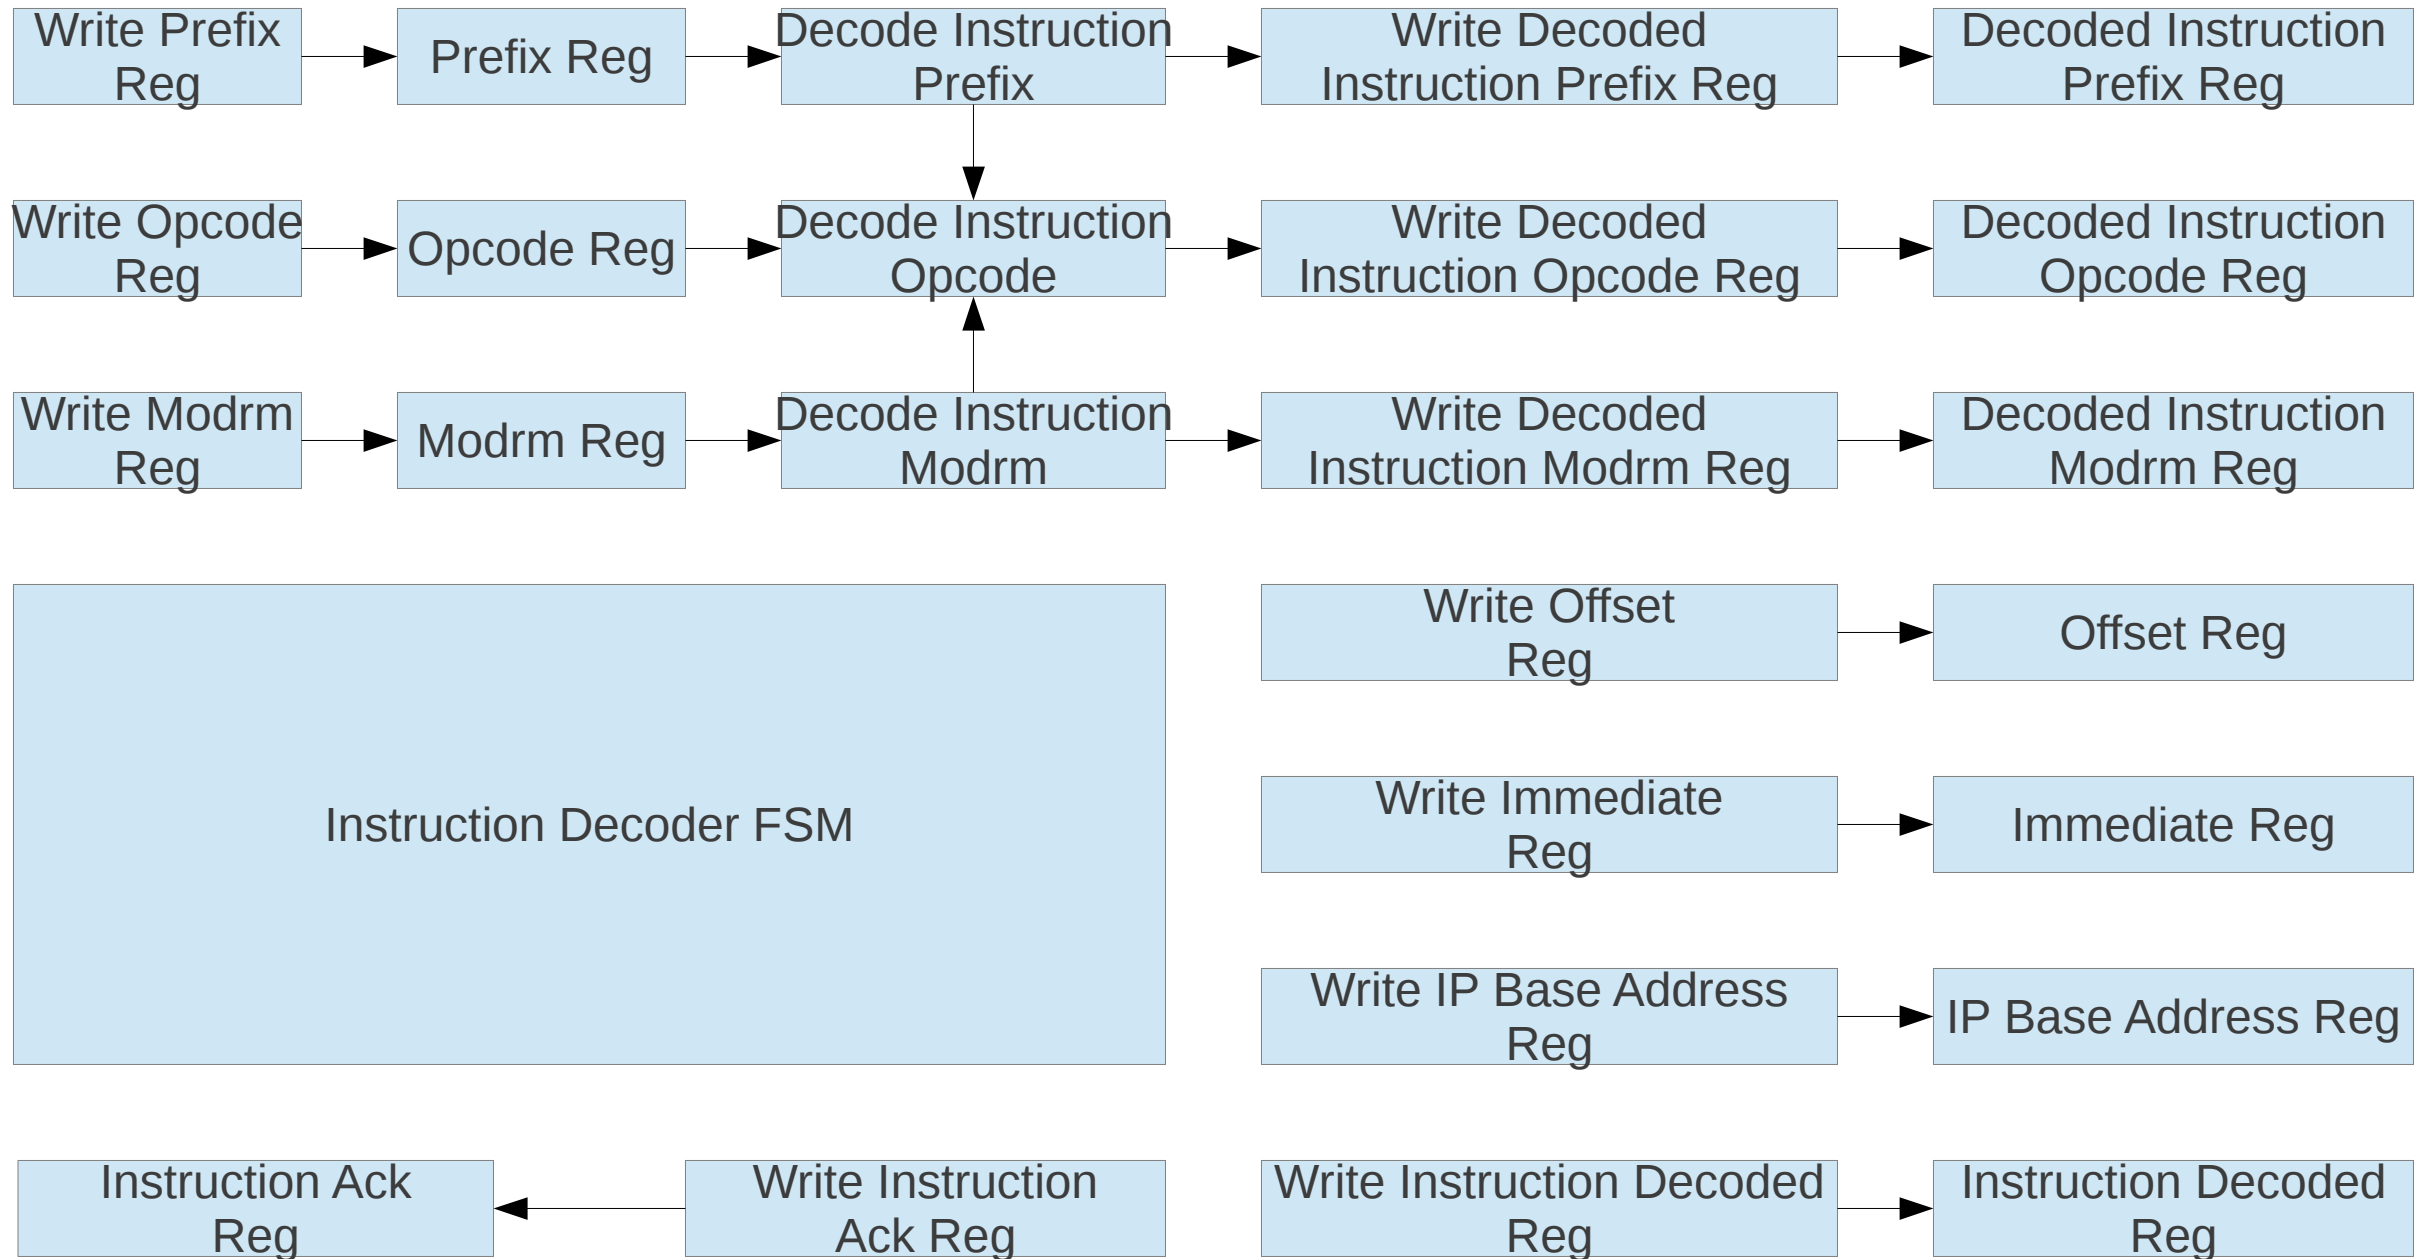 Write Prefix
Reg
Prefix Reg
Decode Instruction
Prefix
Write Decoded
Instruction Prefix Reg
Decoded Instruction
Prefix Reg
Write Opcode
Reg
Opcode Reg
Decode Instruction
Opcode
Write Decoded
Instruction Opcode Reg
Decoded Instruction
Opcode Reg
Write Modrm
Reg
Modrm Reg
Decode Instruction
Modrm
Write Decoded
Instruction Modrm Reg
Decoded Instruction
Modrm Reg
Instruction Decoder FSM
Write Offset
Reg
Offset Reg
Write Immediate
Reg
Immediate Reg
Write IP Base Address
Reg
IP Base Address Reg
Instruction Ack
Reg
Write Instruction
Ack Reg
Write Instruction Decoded
Reg
Instruction Decoded
Reg